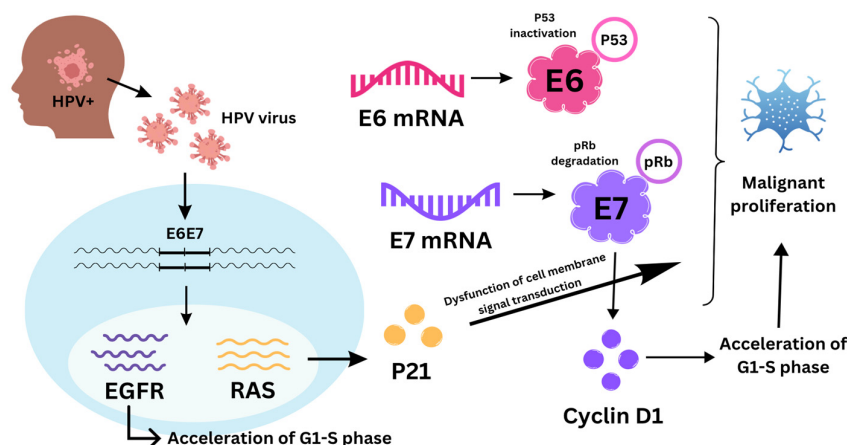 HPV+
HPV virus
E6E7
EGFR
RAS
Acceleration of G1-S phase
P53
inactivation
P53
E6
E6 mRNA
pRb
degradation
pRb
E7
E7 mRNA
Dysfunction of cell membrane
signal transduction
P21
Cyclin D1
Malignant
proliferation
Acceleration of
G1-S phase